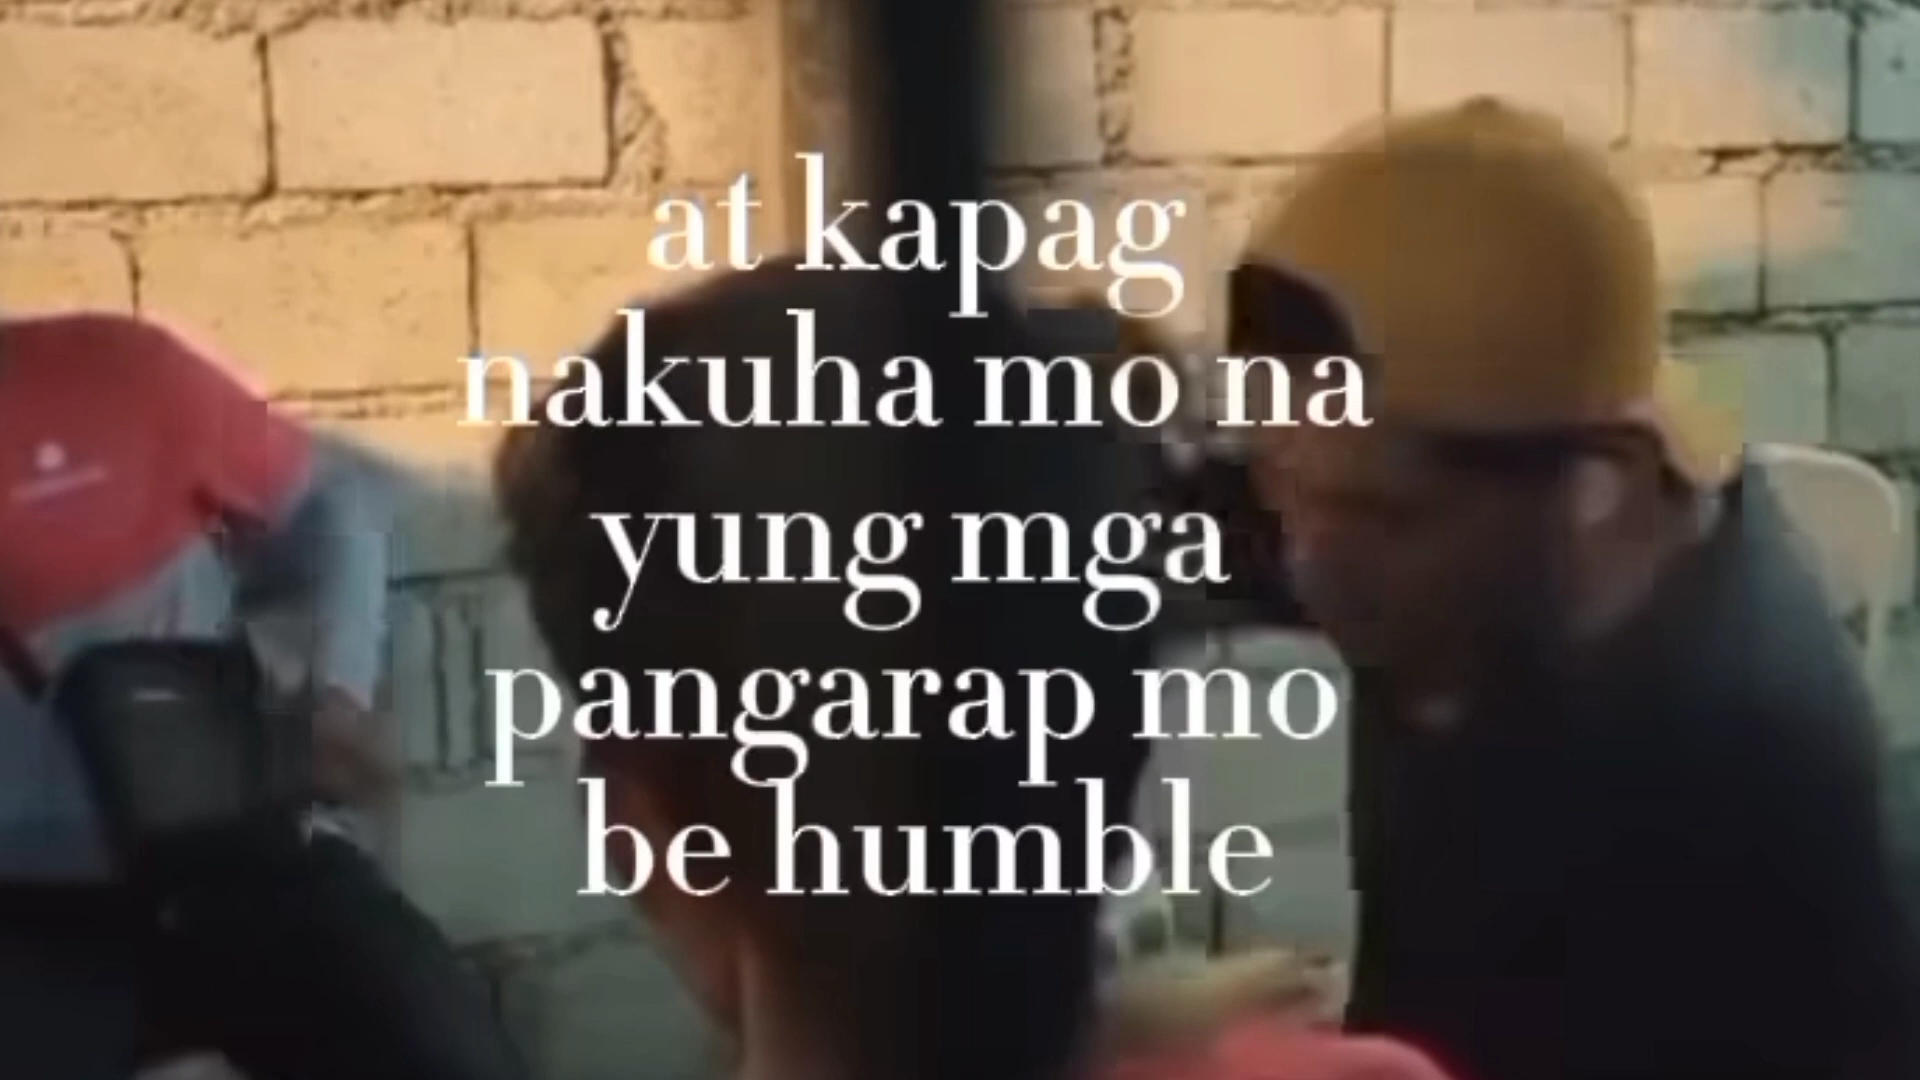 at kapag
nakuha mo na
yung mga
pangarap mo
be humble